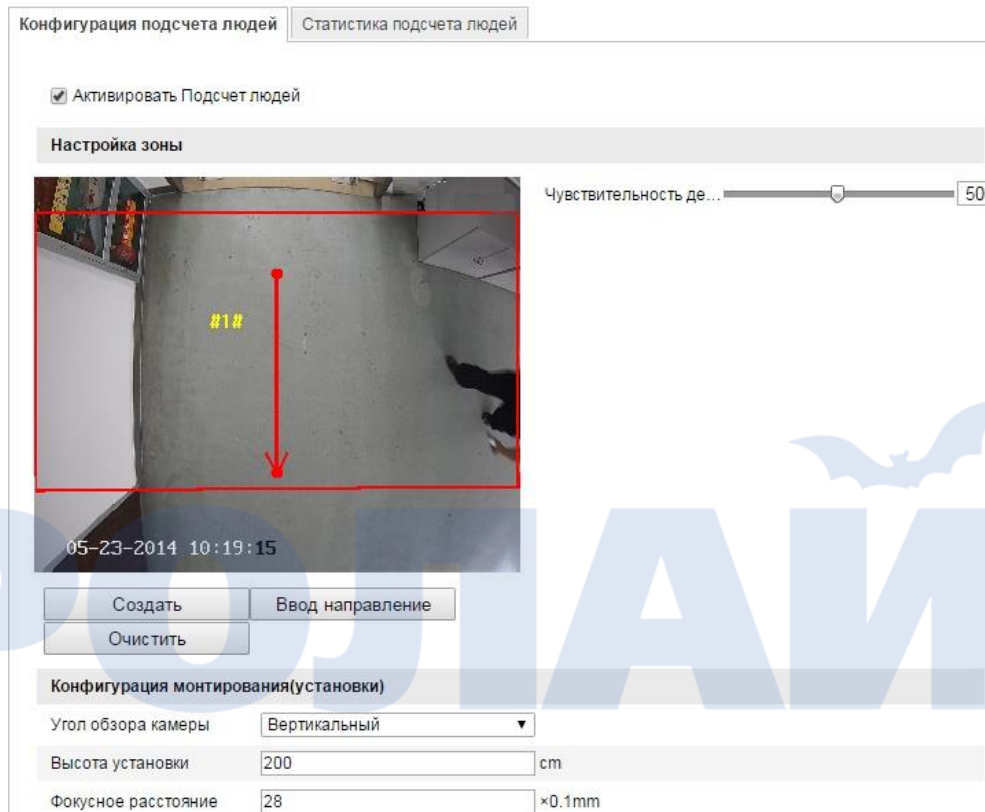 Конфигурация подсчета людей
Статистика подсчета людей
Активировать Подсчет людей
Настройка зоны
Чувствительность де...
50
#1#
05-23-2014 10:19:15
Создать
Ввод направление
Очистить
РОЛАЙ
Конфигурация монтирования(установки)
Угол обзора камеры
Вертикальный
Высота установки
200
cm
Фокусное расстояние
28
×0.1mm